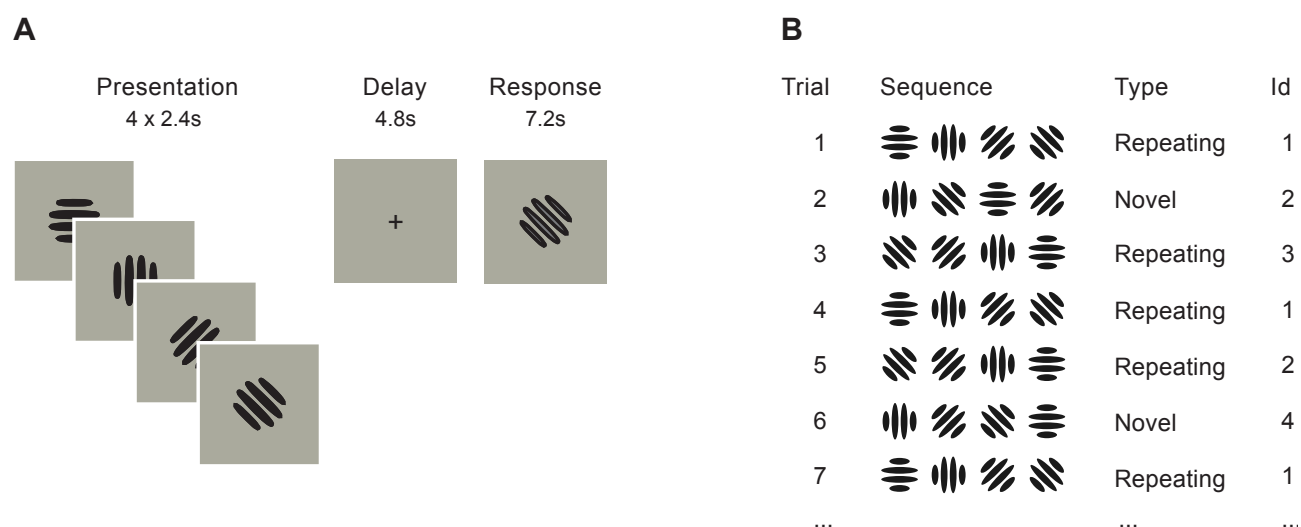 A
Presentation
4 x 2.4s
Delay
4.8s
Response
7.2s
+
B
Trial Sequence Type Id
1 Repeating 1
2 Novel 2
3 Repeating 3
4 Repeating 1
5 Repeating 2
6 Novel 4
7 Repeating 1
... ... ...